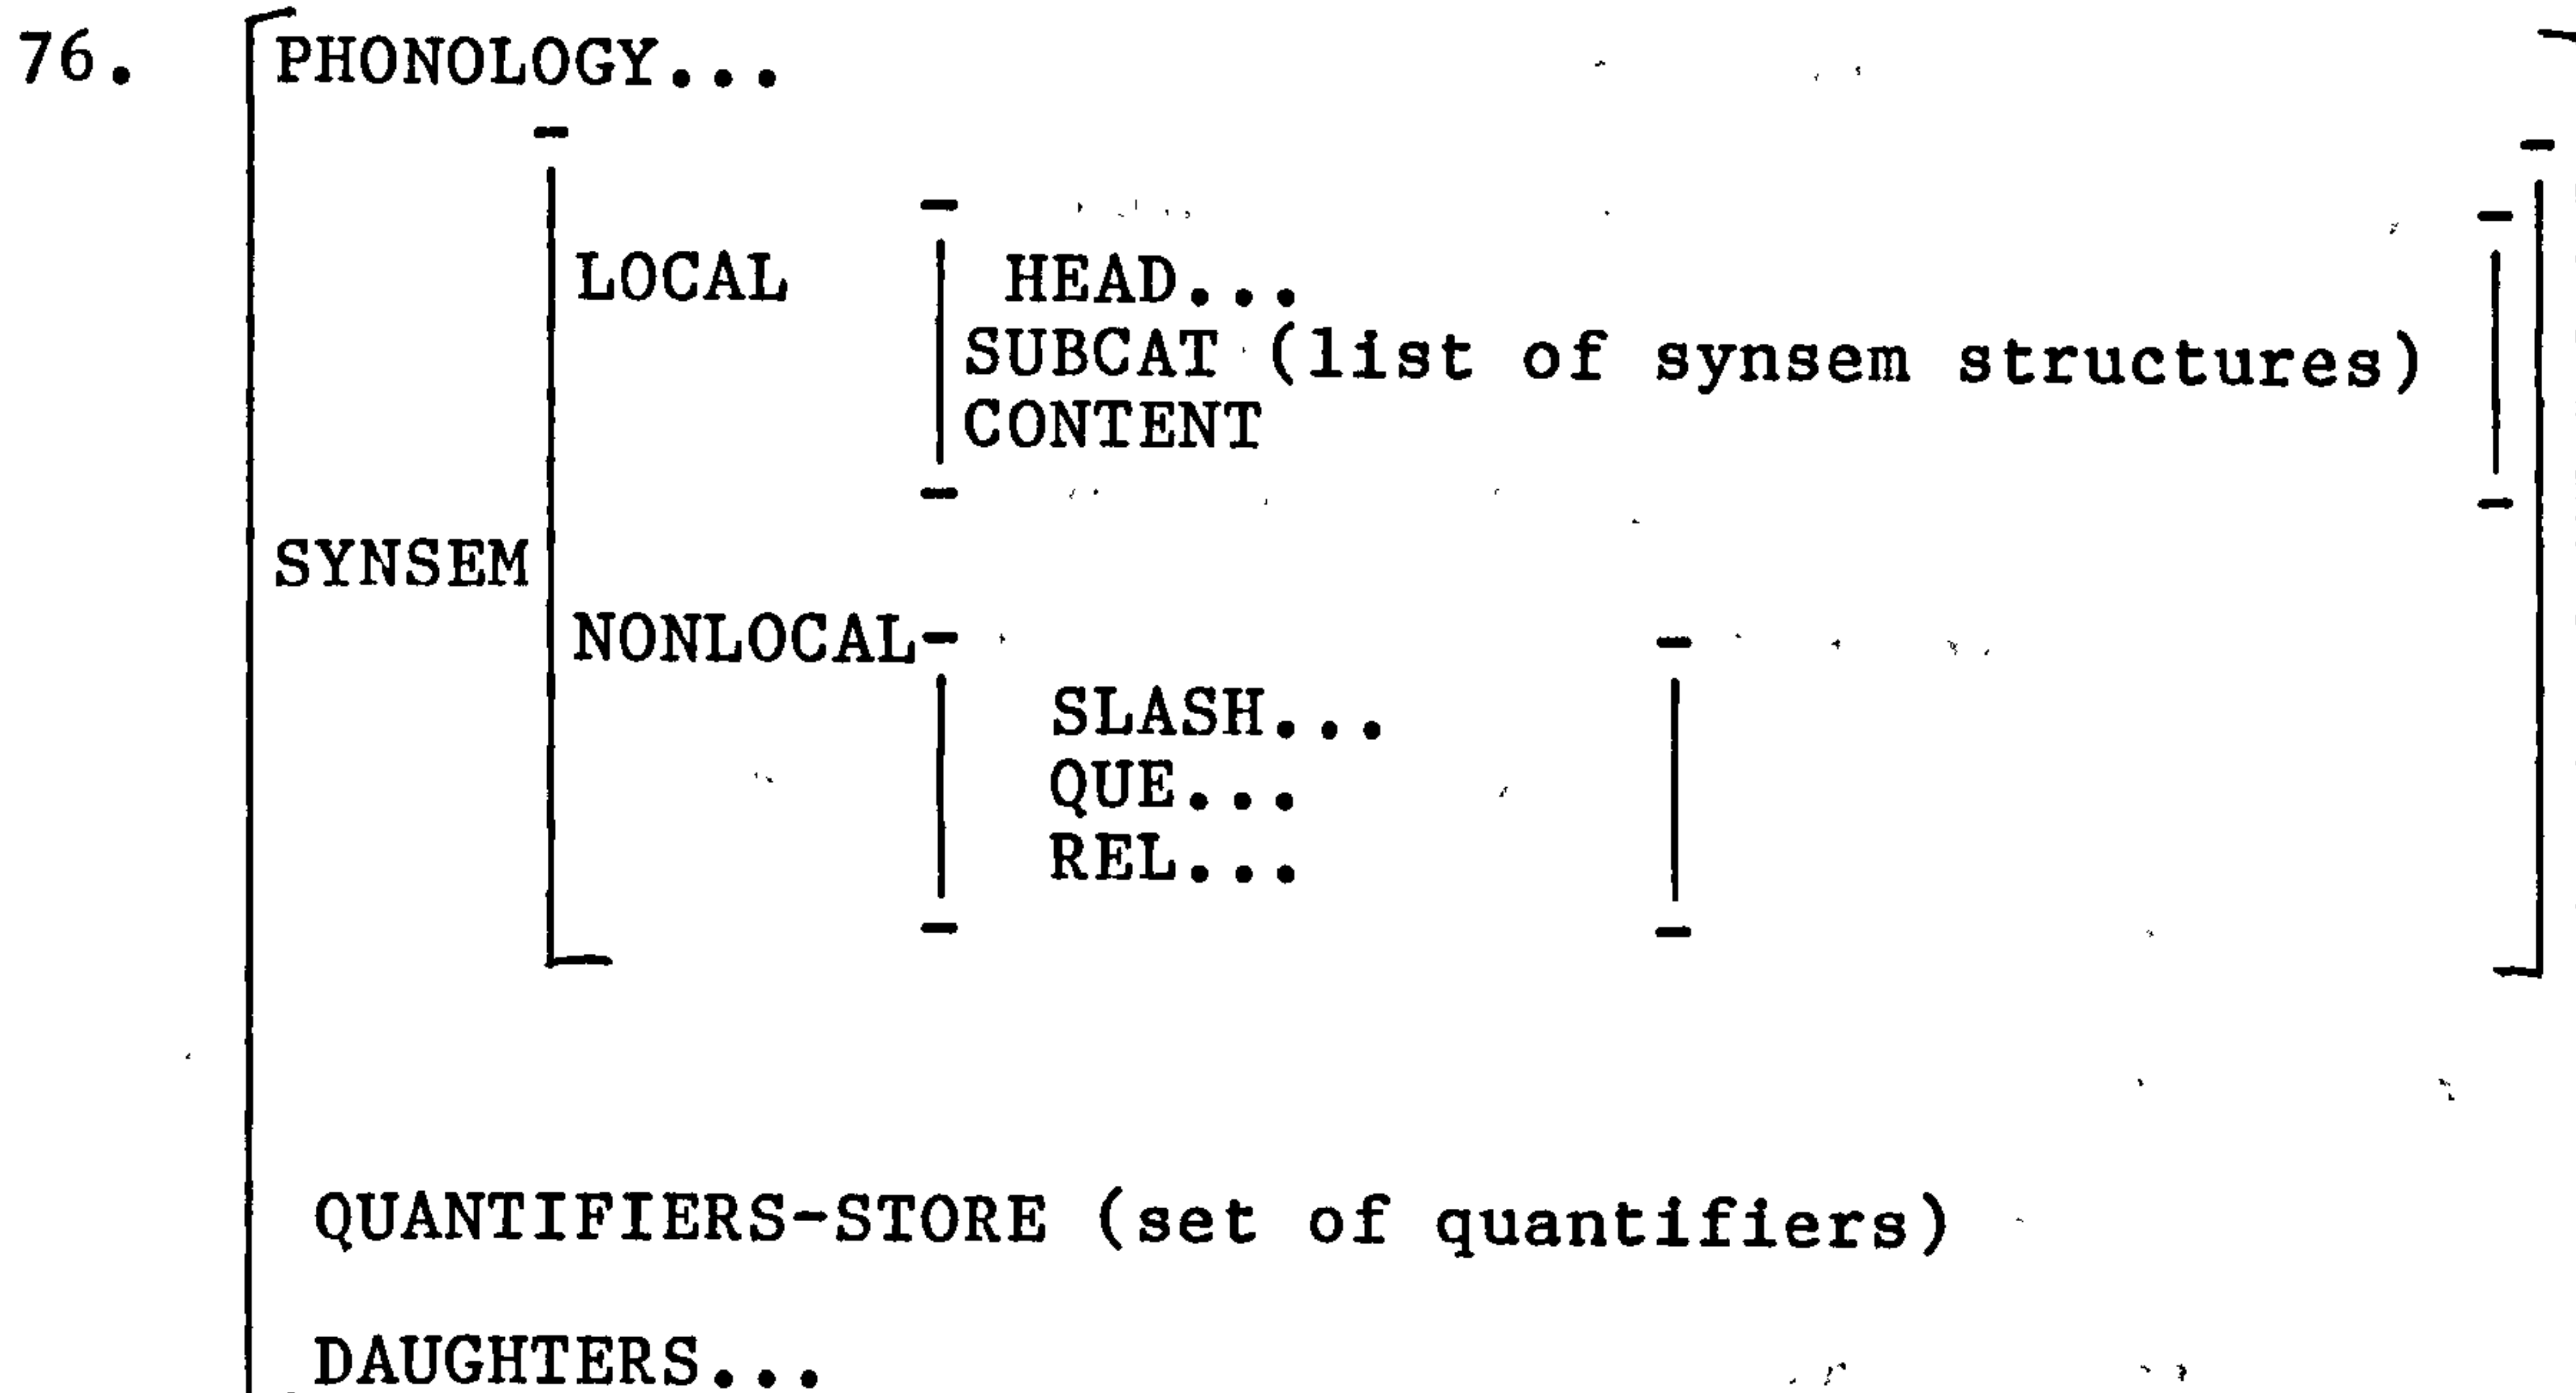 76. PHONOLOGY...
LOCAL HEAD...
SUBCAT (list of synsem structures)
CONTENT
SYNSEM
NONLOCAL
SLASH...
QUE...
REL...
QUANTIFIERS-STORE (set of quantifiers)
DAUGHTERS...